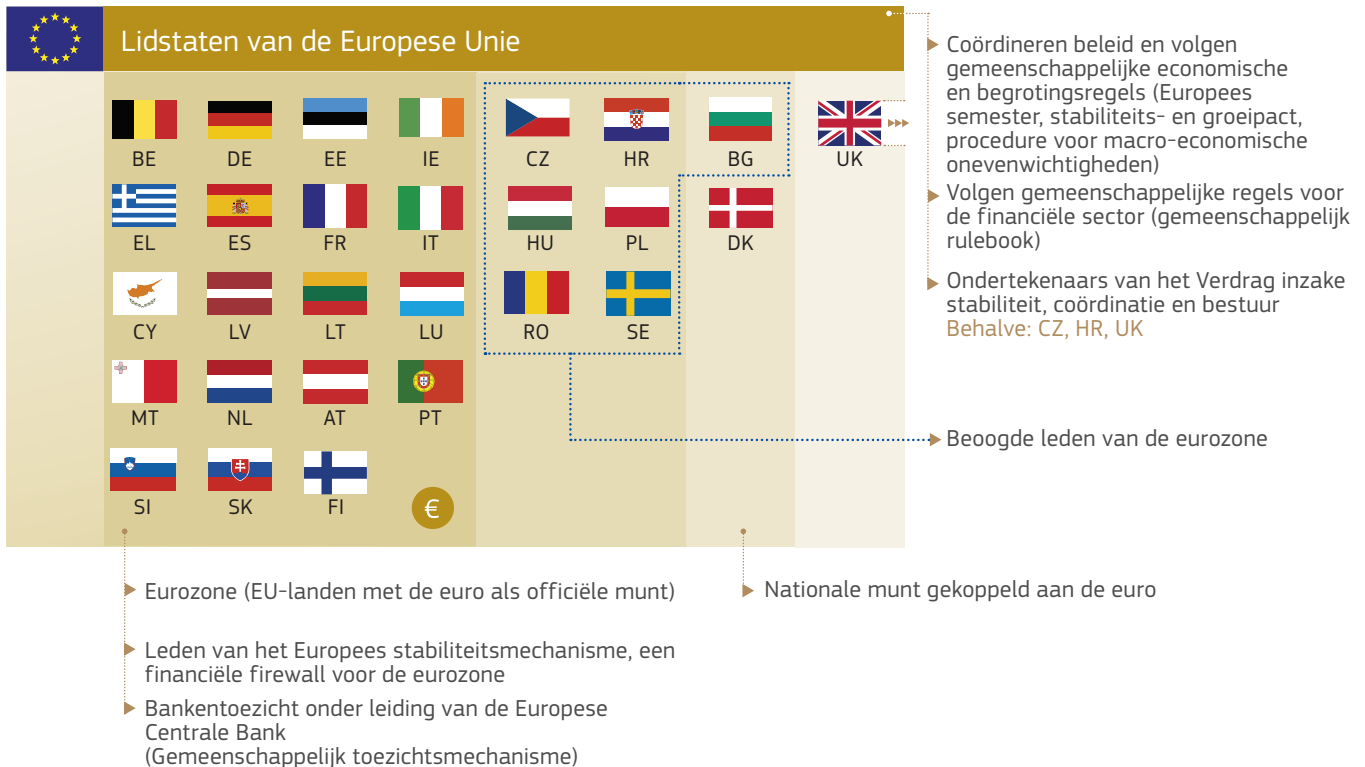 Lidstaten van de Europese Unie
BE DE EE IE CZ HR BG UK
EL ES FR IT HU PL DK
CY LV LT LU RO SE
MT NL AT PT
SI SK FI €
Coördineren beleid en volgen
gemeenschappelijke economische
en begrotingsregels (Europees
semester, stabiliteits- en groeipact,
procedure voor macro-economische
onevenwichtigheden)
Volgen gemeenschappelijke regels voor
de financiële sector (gemeenschappelijk
rulebook)
Ondertekenaars van het Verdrag inzake
stabiliteit, coördinatie en bestuur
Behalve: CZ, HR, UK
Beoogde leden van de eurozone
Eurozone (EU-landen met de euro als officiële munt)
Leden van het Europees stabiliteitsmechanisme, een
financiële firewall voor de eurozone
Bankentoezicht onder leiding van de Europese
Centrale Bank
(Gemeenschappelijk toezichtsmechanisme)
Nationale munt gekoppeld aan de euro